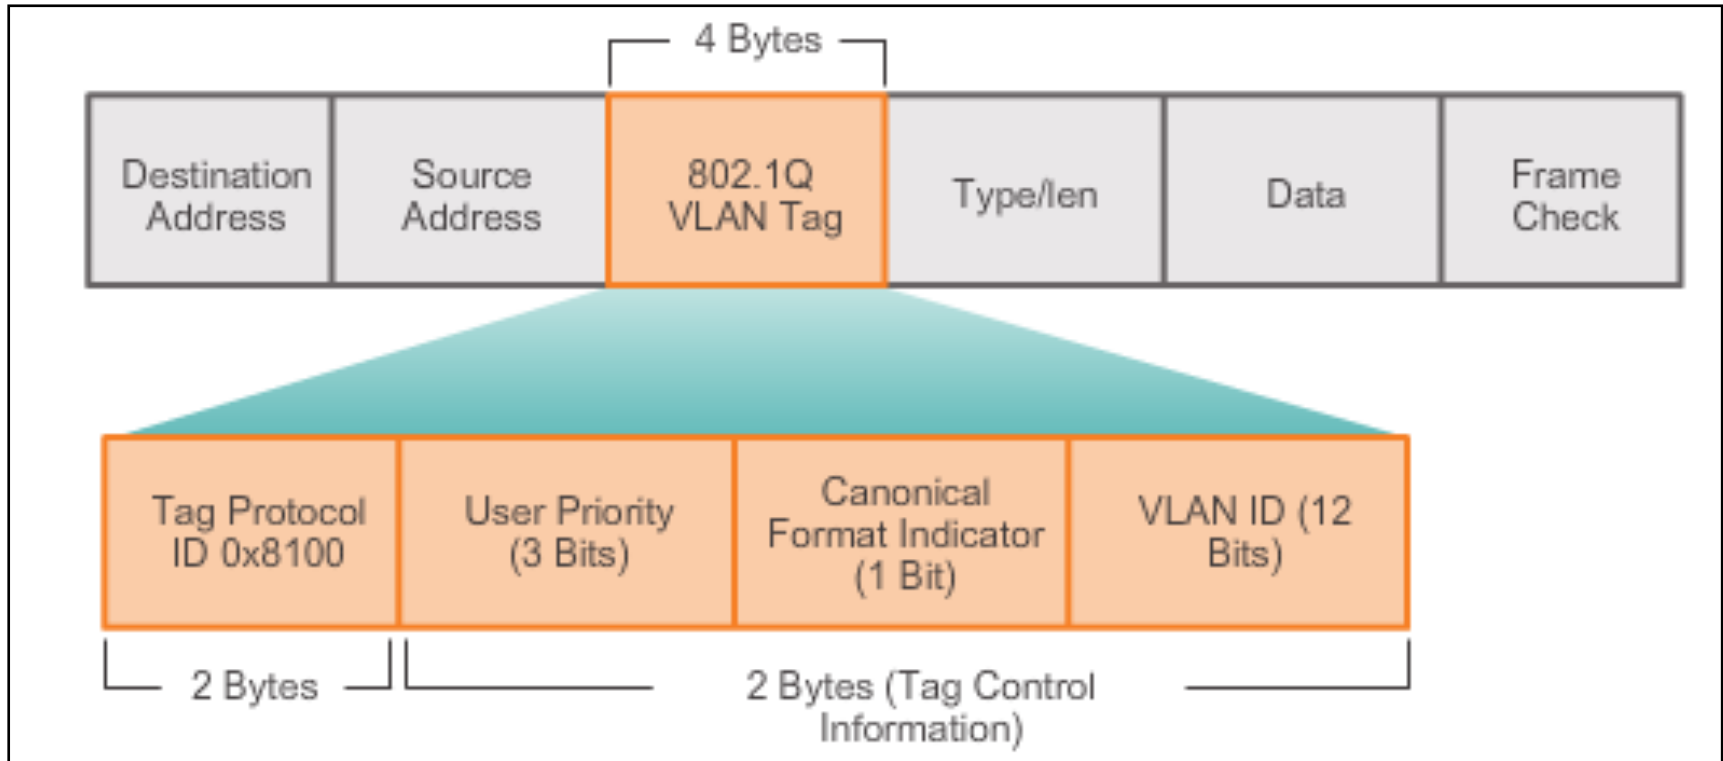 4 Bytes
Destination
Address
Source
Address
802.1Q
VLAN Tag
Type/len
Data
Frame
Check
Tag Protocol
ID 0x8100
User Priority
(3 Bits)
Canonical
Format Indicator
(1 Bit)
VLAN ID (12
Bits)
2 Bytes
2 Bytes (Tag Control
Information)